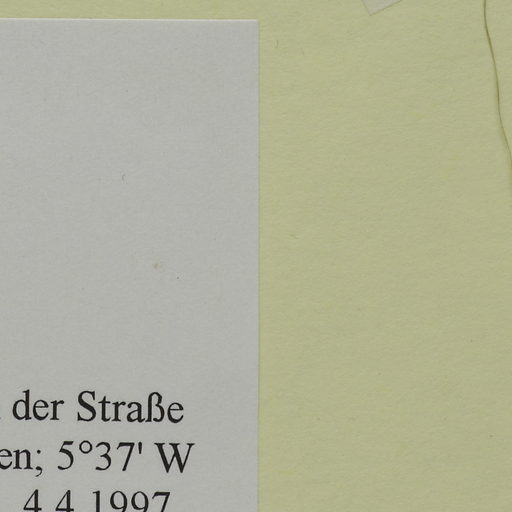 der Straße
en; 5°37' W
4.4.1997